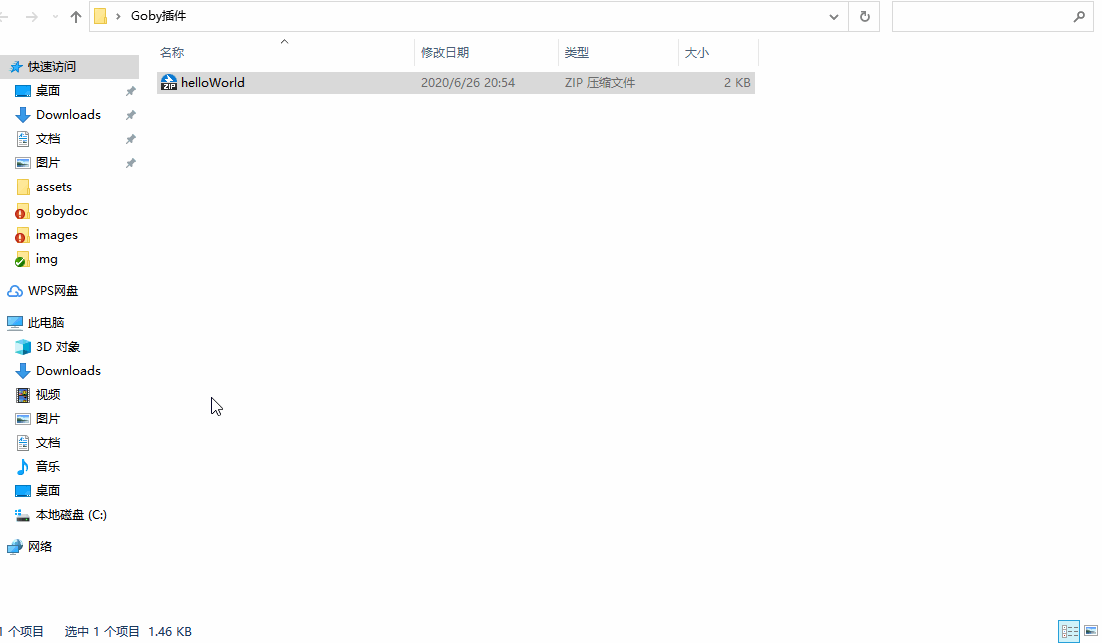 Goby插件
名称 修改日期 类型 大小
helloWorld 2020/6/26 20:54 ZIP 压缩文件 2 KB
ZIP
快速访问
桌面
Downloads
文档
图片
assets
gobydoc
images
img
WPS网盘
此电脑
3D 对象
Downloads
视频
图片
文档
音乐
桌面
本地磁盘 (C:)
网络
1 个项目 选中 1 个项目 1.46 KB